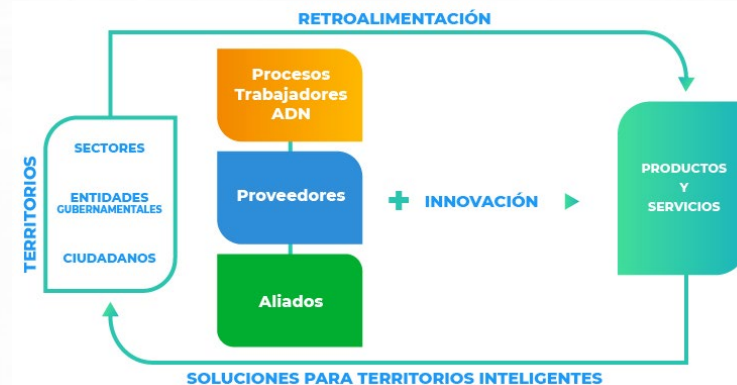 RETROALIMENTACIÓN
TERRITORIOS
SECTORES
ENTIDADES
GUBERNAMENTALES
CIUDADANOS
Procesos
Trabajadores
ADN
Proveedores
Aliados
+ INNOVACIÓN
PRODUCTOS
Y
SERVICIOS
SOLUCIONES PARA TERRITORIOS INTELIGENTES